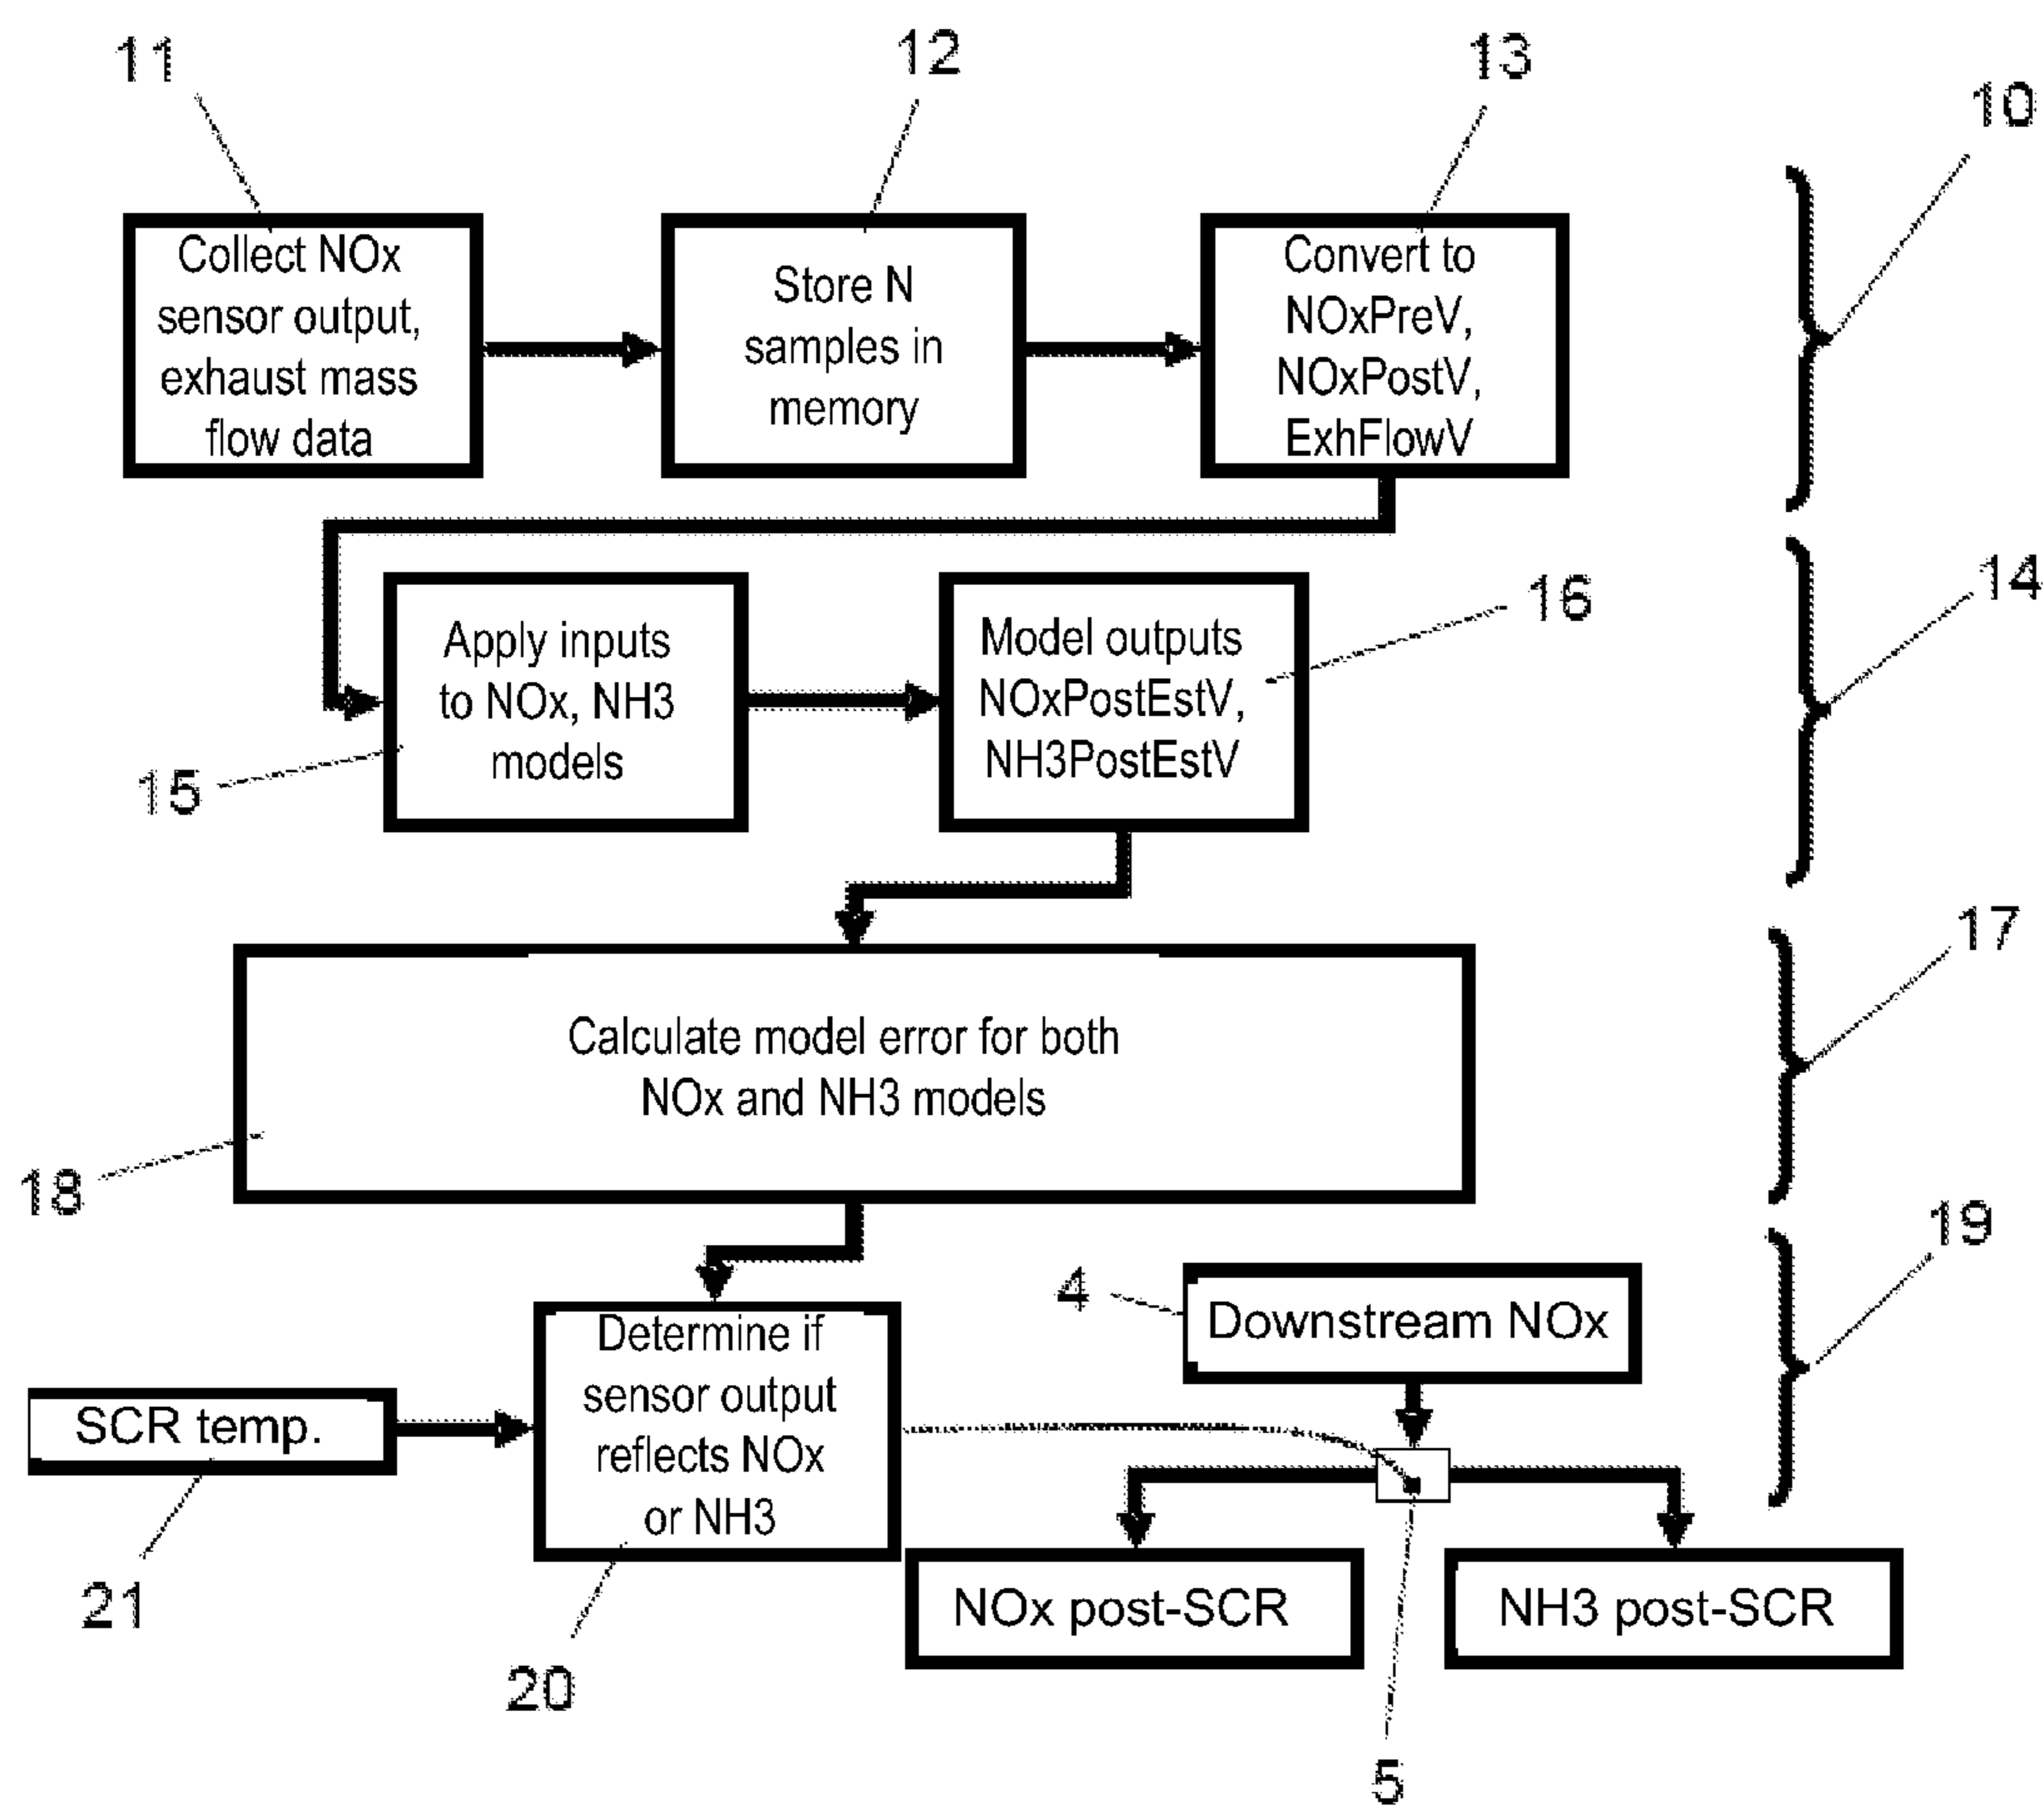 11
12
13
10
Collect NOx
sensor output,
exhaust mass
flow data
Store N
samples in
memory
Convert to
NOxPreV,
NOxPostV,
ExhFlowV
Apply inputs
to NOx, NH3
models
Model outputs
NOxPostEstV,
NH3PostEstV
16
14
15
17
Calculate model error for both
NOx and NH3 models
18
19
4
Downstream NOx
Determine if
sensor output
reflects NOx
or NH3
SCR temp.
21
20
NOx post-SCR
NH3 post-SCR
5